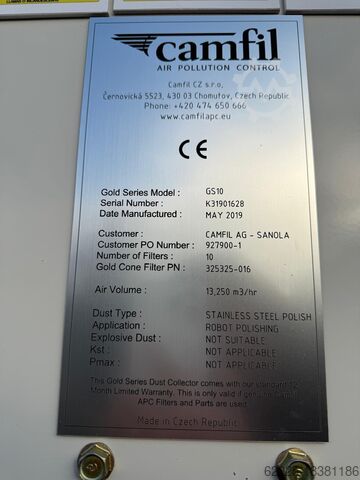 camfil
AIR POLLUTION CONTROL
Camfil CZ s.r.o,
Černovická 5523, 430 03 Chomutov, Czech Republic
Phone: +420 474 650 666
www.camfilapc.eu
CE
Gold Series Model : GS10
Serial Number : K31901628
Date Manufactured : MAY 2019
Customer : CAMFIL AG - SANOLA
Customer PO Number : 927900-1
Number of Filters : 10
Gold Cone Filter PN : 325325-016
Air Volume : 13,250 m3/hr
Dust Type : STAINLESS STEEL POLISH
Application : ROBOT POLISHING
Explosive Dust : NOT SUITABLE
Kst : NOT APPLICABLE
Pmax : NOT APPLICABLE
This Gold Series Dust Collector comes with our standard 12
Month Limited Warranty. This is only valid if genuine Camfil
APC Filters and Parts are used
Made in Czech Republic